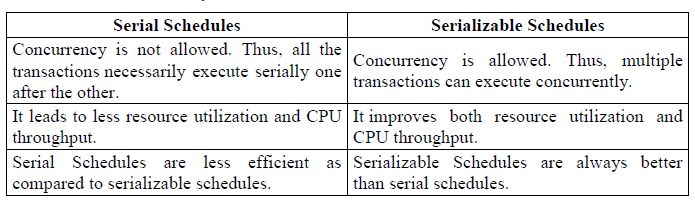 Serial Schedules
Serializable Schedules
Concurrency is not allowed. Thus, all the
transactions necessarily execute serially one
after the other.
Concurrency is allowed. Thus, multiple
transactions can execute concurrently.
It leads to less resource utilization and CPU
throughput.
It improves both resource utilization and
CPU throughput.
Serial Schedules are less efficient as
compared to serializable schedules.
Serializable Schedules are always better
than serial schedules.